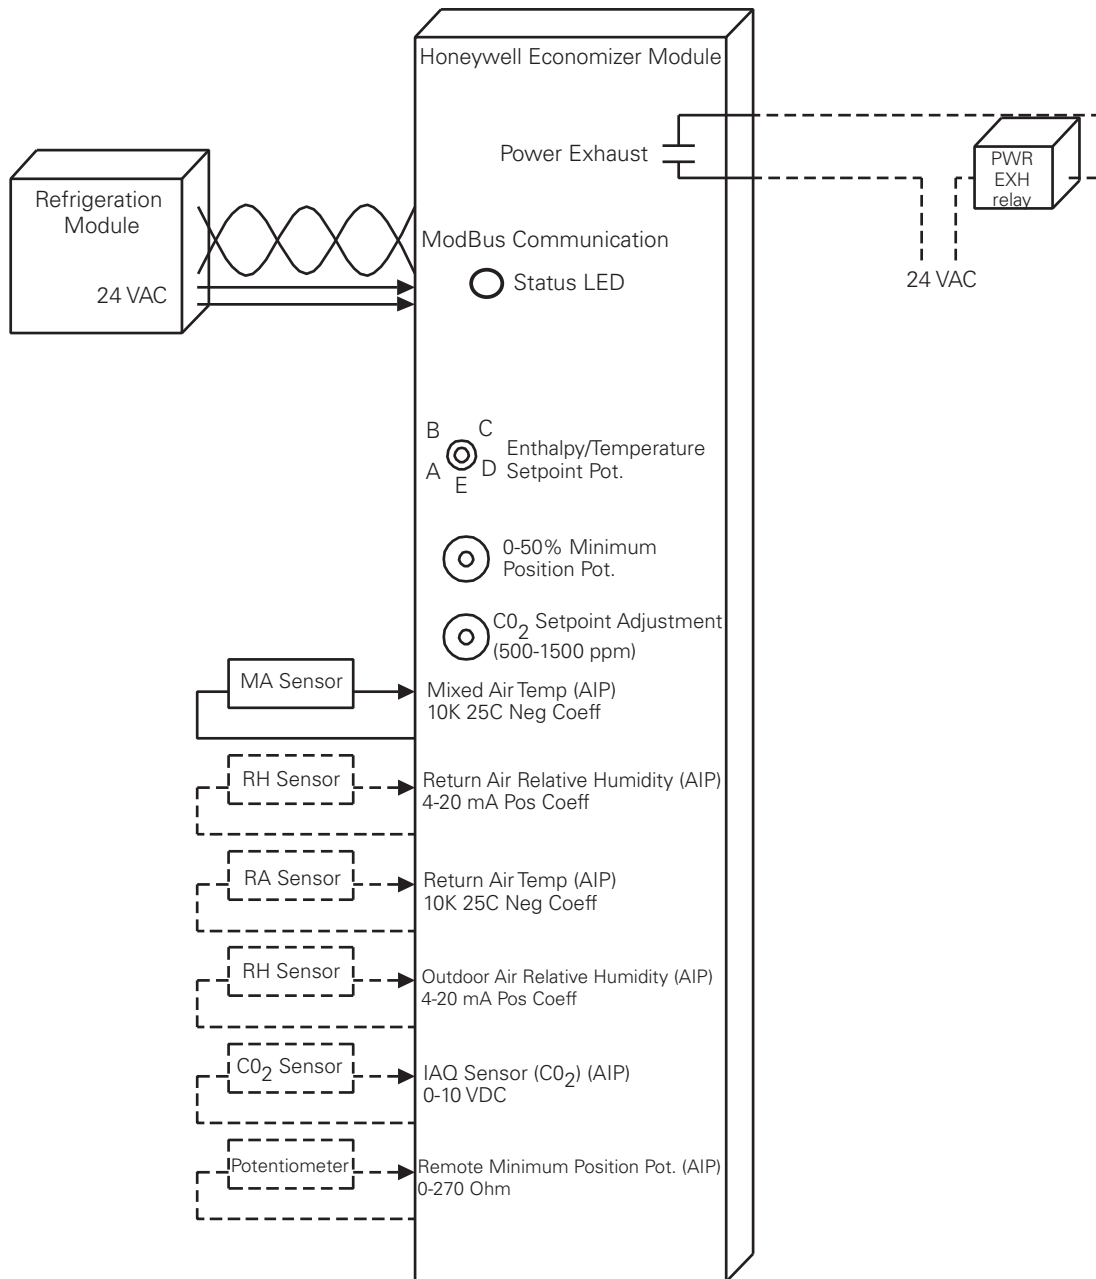 Honeywell Economizer Module
Power Exhaust
PWR
EXH
relay
24 VAC
Refrigeration
Module
24 VAC
ModBus Communication
Status LED
B
C
A
D
E
Enthalpy/Temperature
Setpoint Pot.
0-50% Minimum
Position Pot.
C0₂ Setpoint Adjustment
(500-1500 ppm)
MA Sensor
Mixed Air Temp (AIP)
10K 25C Neg Coeff
RH Sensor
Return Air Relative Humidity (AIP)
4-20 mA Pos Coeff
RA Sensor
Return Air Temp (AIP)
10K 25C Neg Coeff
RH Sensor
Outdoor Air Relative Humidity (AIP)
4-20 mA Pos Coeff
C0₂ Sensor
IAQ Sensor (C0₂) (AIP)
0-10 VDC
Potentiometer
Remote Minimum Position Pot. (AIP)
0-270 Ohm